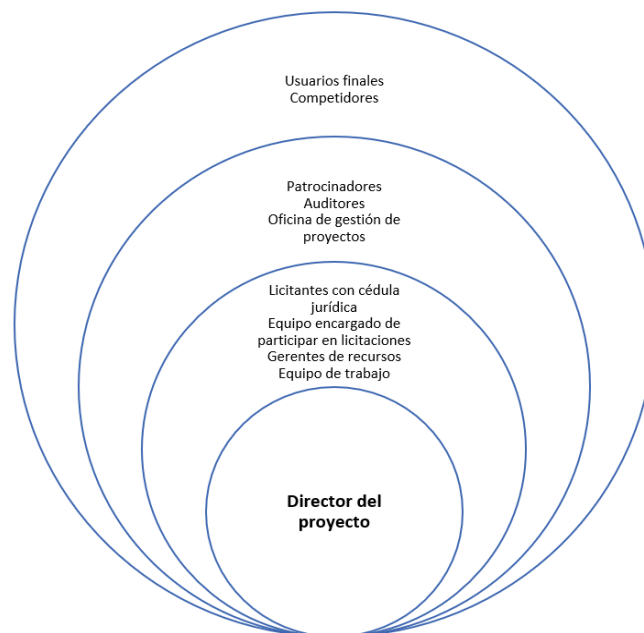 Usuarios finales
Competidores
Patrocinadores
Auditores
Oficina de gestión de
proyectos
Licitantes con cédula
jurídica
Equipo encargado de
participar en licitaciones
Gerentes de recursos
Equipo de trabajo
Director del
proyecto